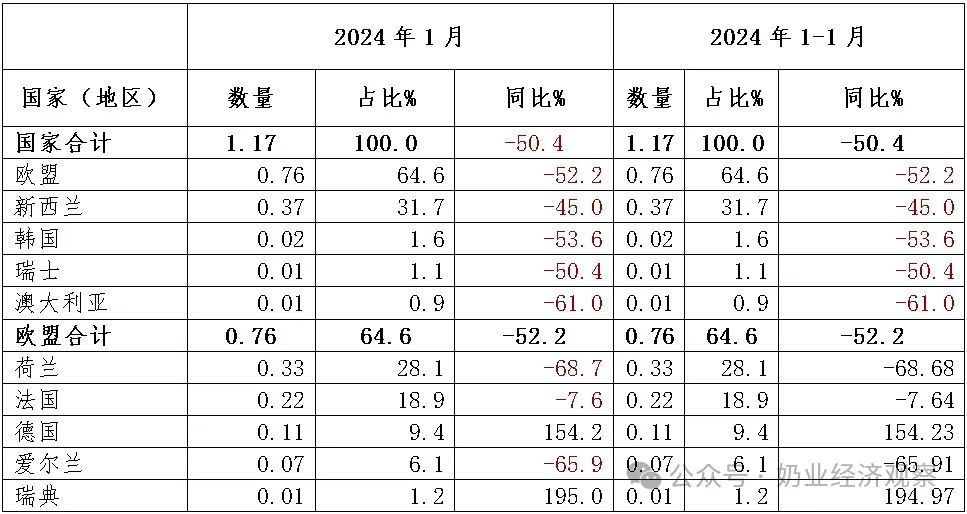 2024年1月 2024年1-1月
国家（地区） 数量 占比% 同比% 数量 占比% 同比%
国家合计 1.17 100.0 -50.4 1.17 100.0 -50.4
欧盟 0.76 64.6 -52.2 0.76 64.6 -52.2
新西兰 0.37 31.7 -45.0 0.37 31.7 -45.0
韩国 0.02 1.6 -53.6 0.02 1.6 -53.6
瑞士 0.01 1.1 -50.4 0.01 1.1 -50.4
澳大利亚 0.01 0.9 -61.0 0.01 0.9 -61.0
欧盟合计 0.76 64.6 -52.2 0.76 64.6 -52.2
荷兰 0.33 28.1 -68.7 0.33 28.1 -68.68
法国 0.22 18.9 -7.6 0.22 18.9 -7.64
德国 0.11 9.4 154.2 0.11 9.4 154.23
爱尔兰 0.07 6.1 -65.9 0.07 6.1 -65.91
公众号·奶业经济观察
瑞典 0.01 1.2 195.0 0.01 1.2 194.97